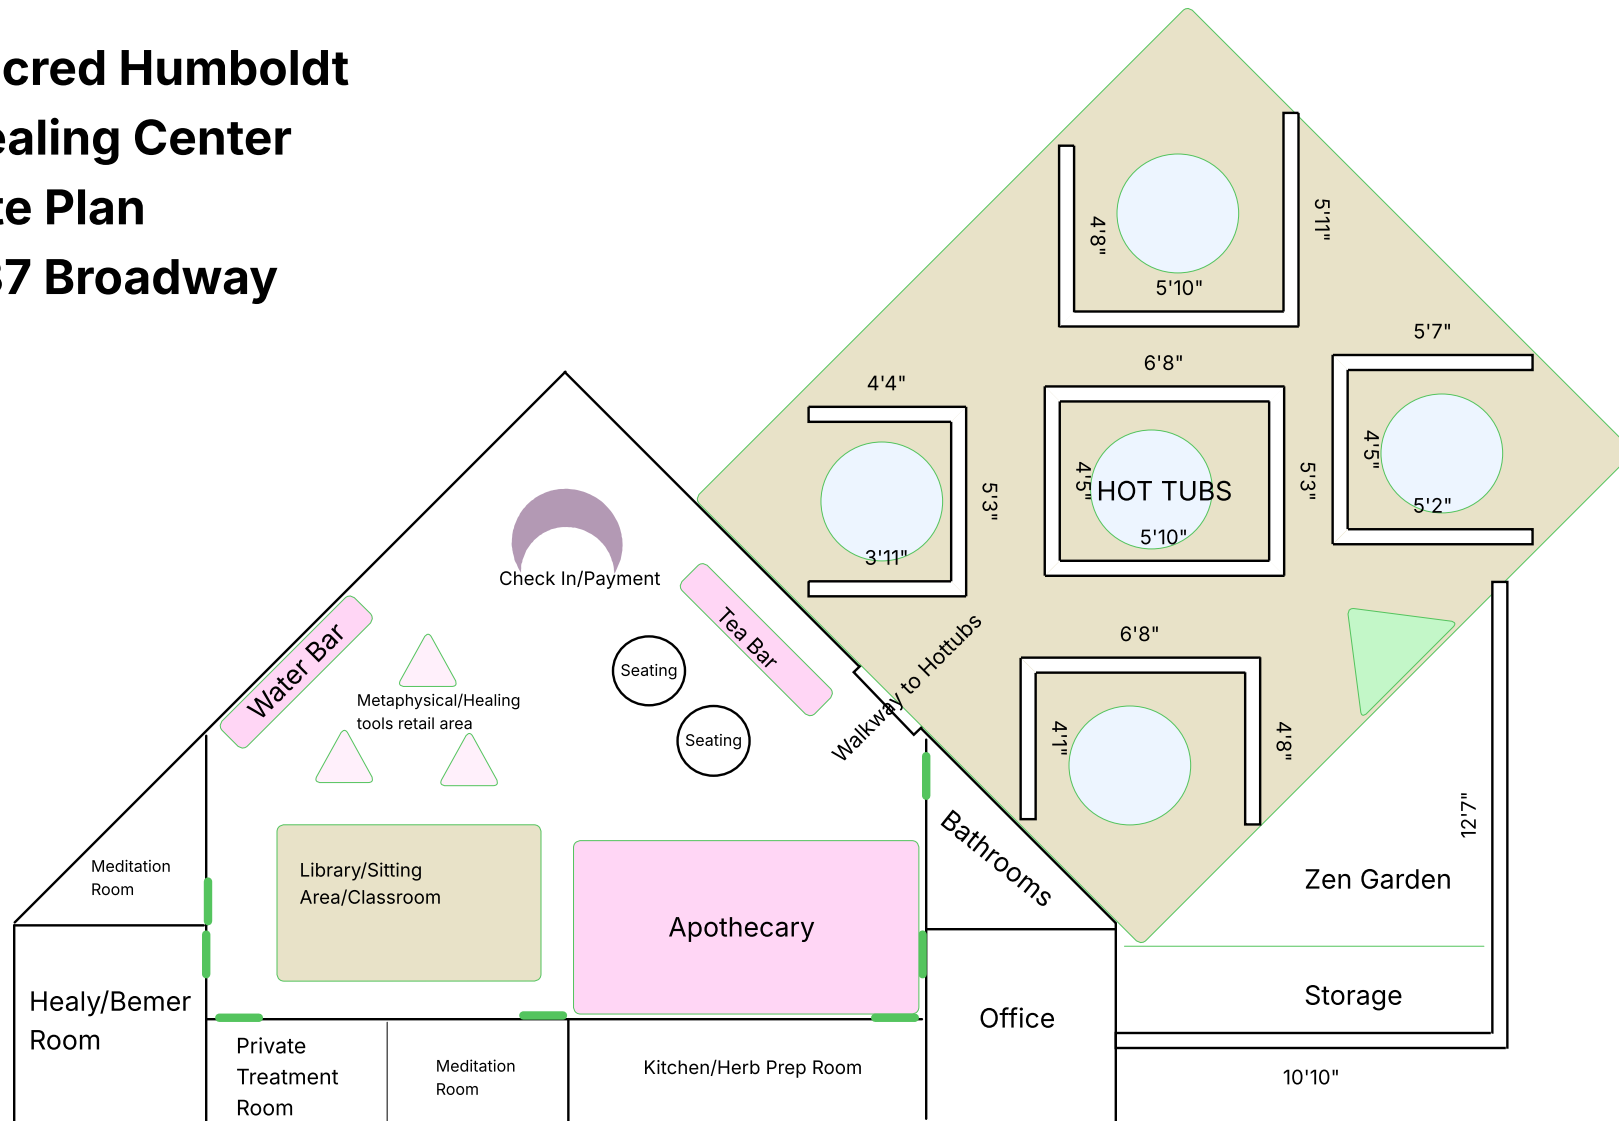 cred Humboldt
ealing Center
te Plan
37 Broadway
5'11"
4'8"
5'10"
5'7"
6'8"
4'4"
4'5"
5'3"
4'5"
5'3"
HOT TUBS
5'2"
5'10"
3'11"
Check In/Payment
Water Bar
Tea Bar
Walkway to Hottubs
6'8"
Seating
Metaphysical/Healing
tools retail area
Seating
4'1"
4'8"
12'7"
Meditation
Room
Library/Sitting
Area/Classroom
Bathrooms
Zen Garden
Apothecary
Healy/Bemer
Room
Storage
Office
Private
Treatment
Room
Meditation
Room
Kitchen/Herb Prep Room
10'10"